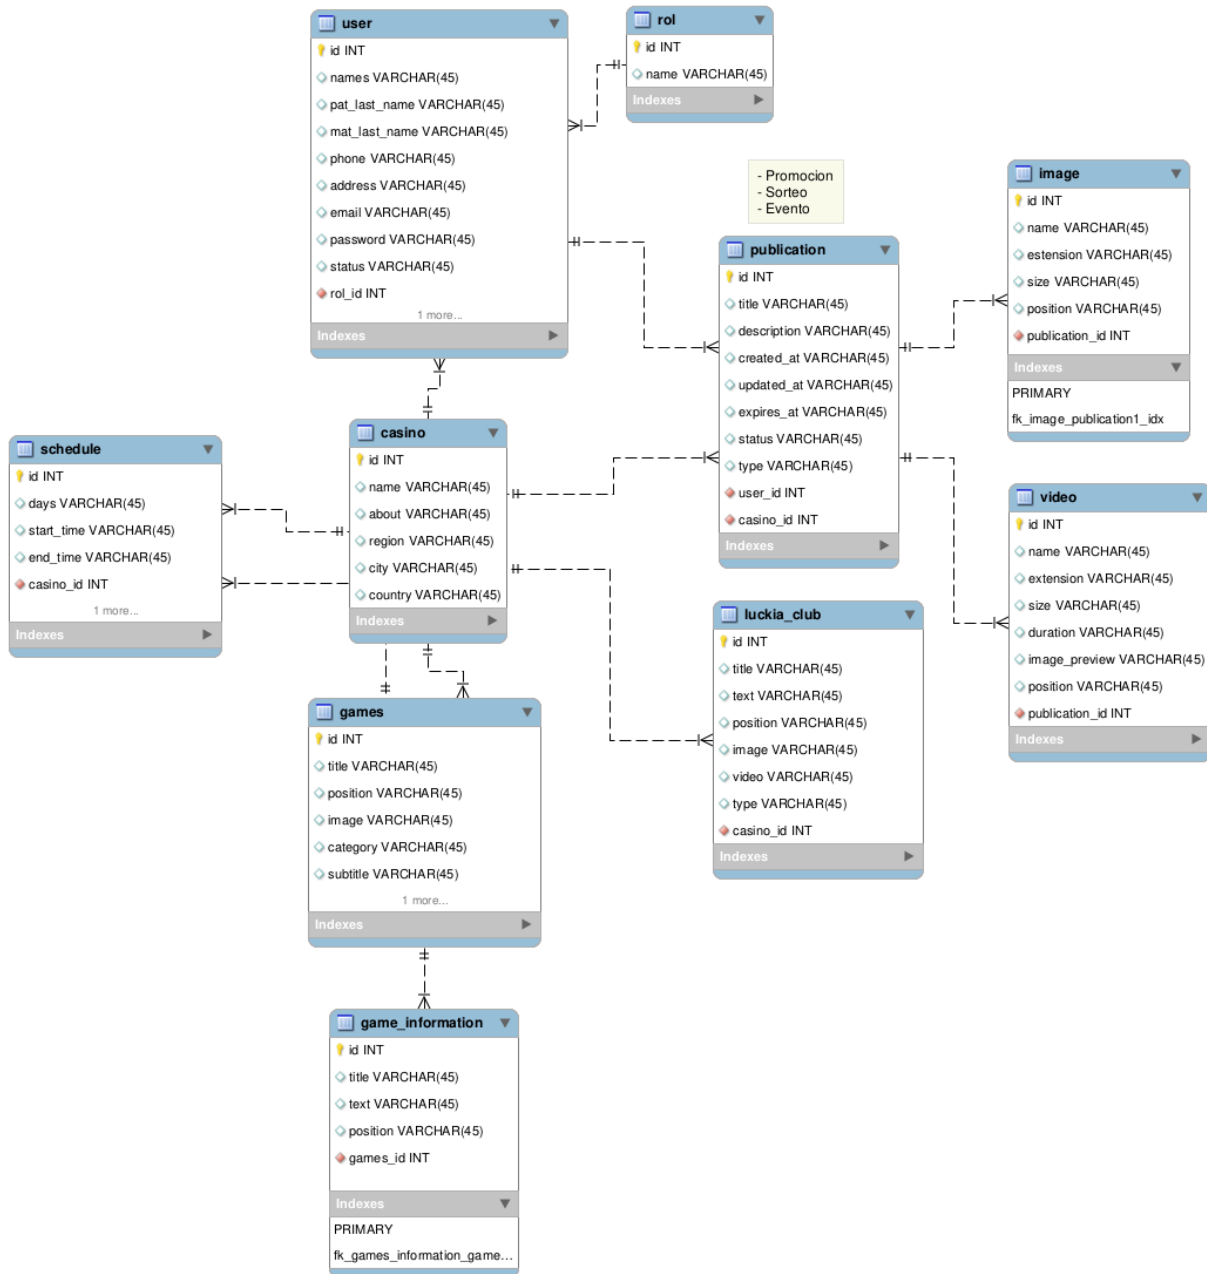 user
id INT
names VARCHAR(45)
pat_last_name VARCHAR(45)
mat_last_name VARCHAR(45)
phone VARCHAR(45)
address VARCHAR(45)
email VARCHAR(45)
password VARCHAR(45)
status VARCHAR(45)
rol_id INT
1 more...
Indexes
rol
id INT
name VARCHAR(45)
Indexes
- Promocion
- Sorteo
- Evento
publication
id INT
title VARCHAR(45)
description VARCHAR(45)
created_at VARCHAR(45)
updated_at VARCHAR(45)
expires_at VARCHAR(45)
status VARCHAR(45)
type VARCHAR(45)
user_id INT
casino_id INT
Indexes
image
id INT
name VARCHAR(45)
estension VARCHAR(45)
size VARCHAR(45)
position VARCHAR(45)
publication_id INT
Indexes
PRIMARY
fk_image_publication1_idx
schedule
id INT
days VARCHAR(45)
start_time VARCHAR(45)
end_time VARCHAR(45)
casino_id INT
1 more...
Indexes
casino
id INT
name VARCHAR(45)
about VARCHAR(45)
region VARCHAR(45)
city VARCHAR(45)
country VARCHAR(45)
Indexes
video
id INT
name VARCHAR(45)
extension VARCHAR(45)
size VARCHAR(45)
duration VARCHAR(45)
image_preview VARCHAR(45)
position VARCHAR(45)
publication_id INT
Indexes
luckia_club
id INT
title VARCHAR(45)
text VARCHAR(45)
position VARCHAR(45)
image VARCHAR(45)
video VARCHAR(45)
type VARCHAR(45)
casino_id INT
Indexes
games
id INT
title VARCHAR(45)
position VARCHAR(45)
image VARCHAR(45)
category VARCHAR(45)
subtitle VARCHAR(45)
1 more...
Indexes
game_information
id INT
title VARCHAR(45)
text VARCHAR(45)
position VARCHAR(45)
games_id INT
Indexes
PRIMARY
fk_games_information_game...